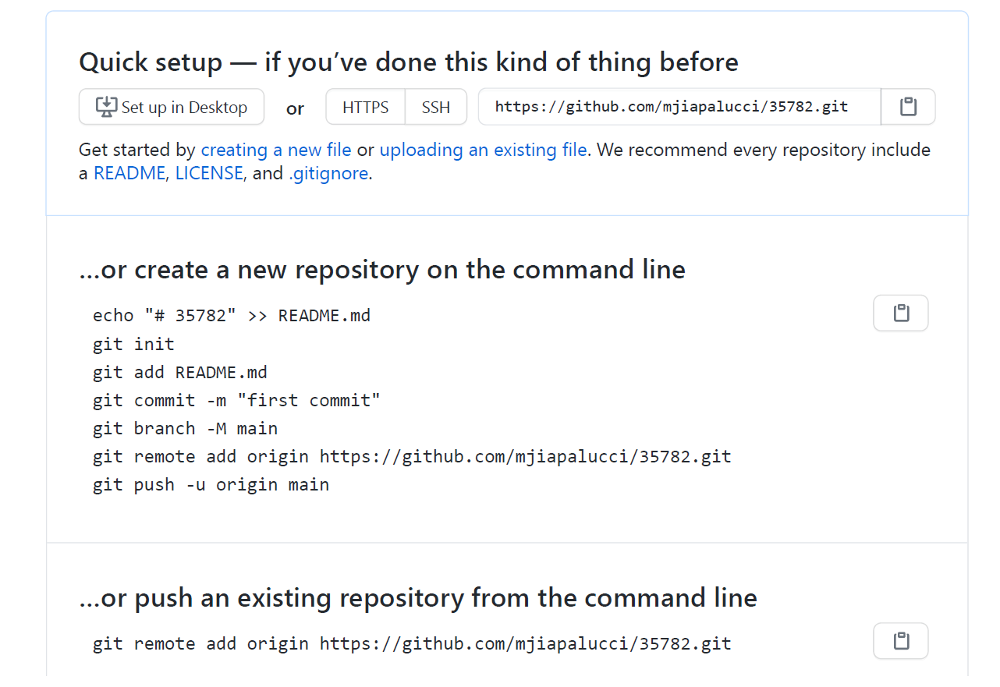 Quick setup — if you’ve done this kind of thing before
Set up in Desktop or HTTPS SSH https://github.com/mjiapalucci/35782.git
Get started by creating a new file or uploading an existing file. We recommend every repository include
a README, LICENSE, and .gitignore.
…or create a new repository on the command line
echo "# 35782" >> README.md
git init
git add README.md
git commit -m "first commit"
git branch -M main
git remote add origin https://github.com/mjiapalucci/35782.git
git push -u origin main
…or push an existing repository from the command line
git remote add origin https://github.com/mjiapalucci/35782.git